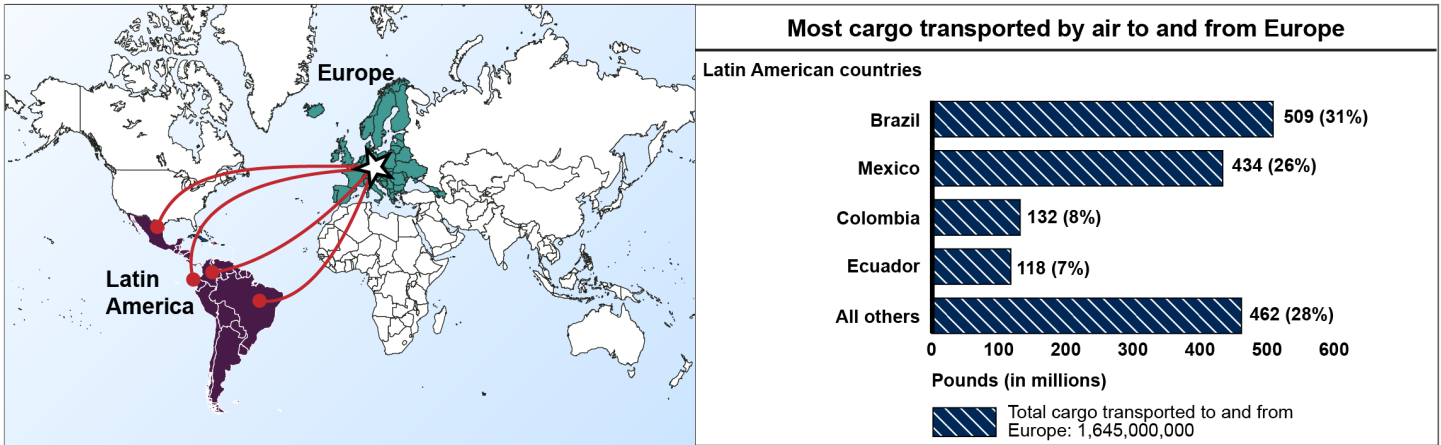 Europe
Latin
America
Most cargo transported by air to and from Europe
Latin American countries
Brazil
509 (31%)
Mexico
434 (26%)
Colombia
132 (8%)
Ecuador
118 (7%)
All others
462 (28%)
0 100 200 300 400 500 600
Pounds (in millions)
Total cargo transported to and from
Europe: 1,645,000,000